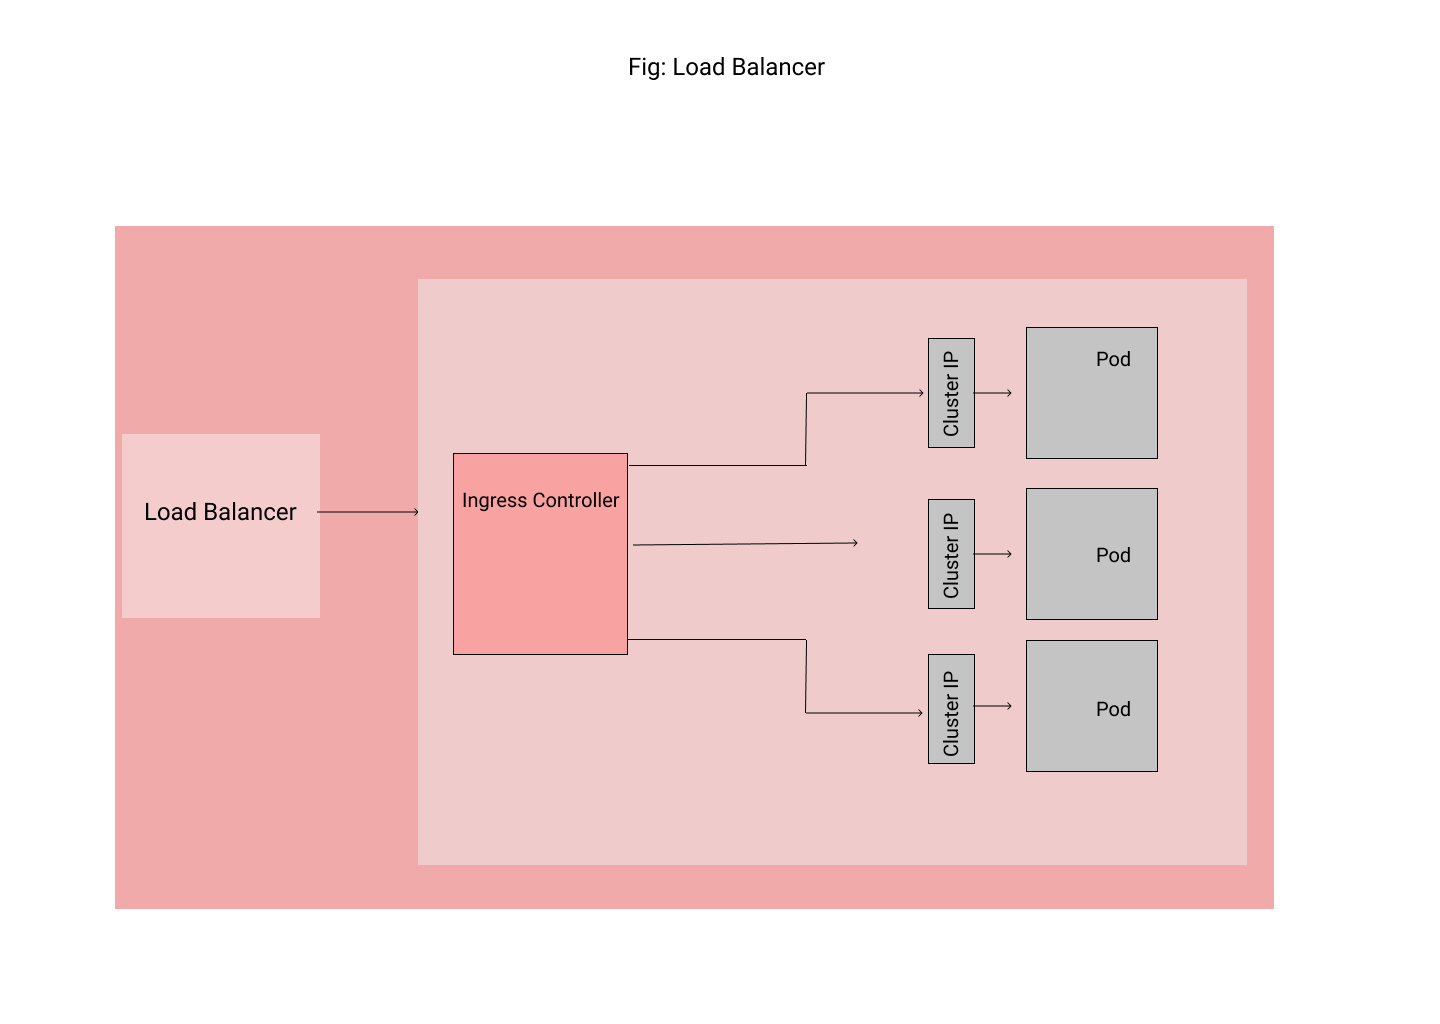 Fig: Load Balancer
Load Balancer
Ingress Controller
Cluster IP
Pod
Cluster IP
Pod
Cluster IP
Pod